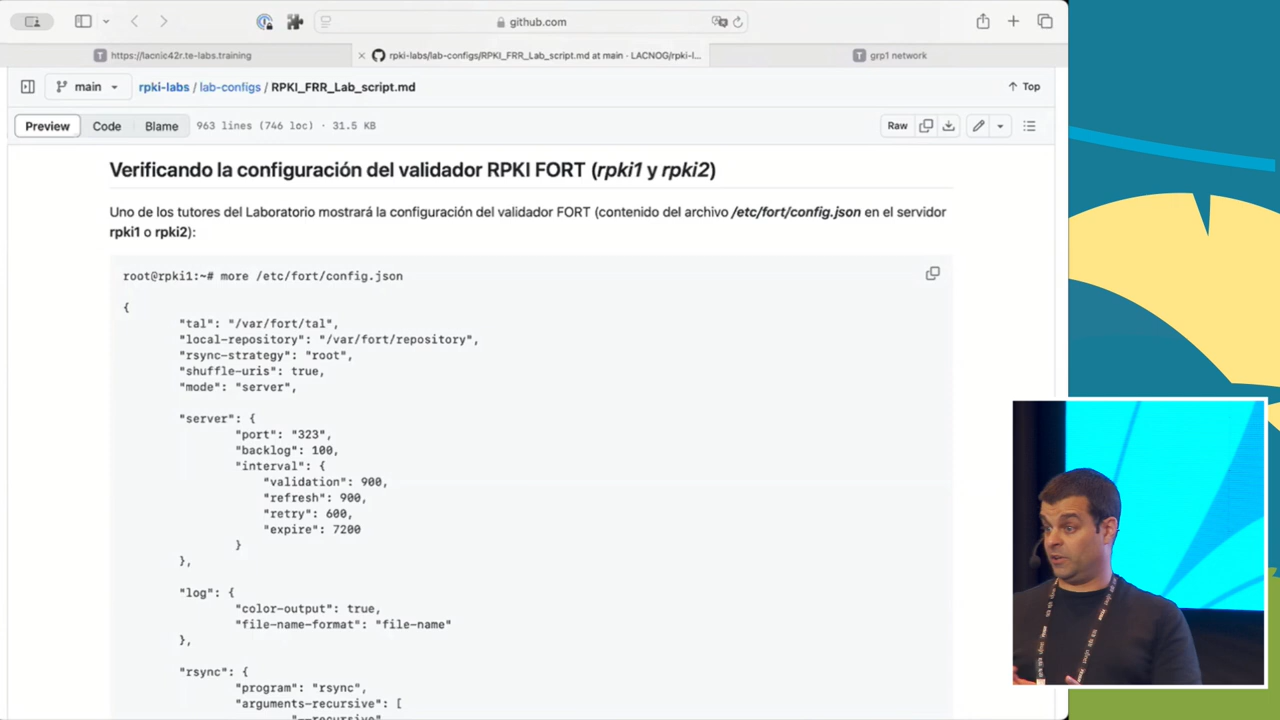 github.com
https://lacnic42r.te-labs.training
rpki-labs/lab-configs/RPKI_FRR_Lab_script.md at main · LACNOG/rpki-l...
grp1 network
main
rpki-labs / lab-configs / RPKI_FRR_Lab_script.md
Top
Preview
Code
Blame
963 lines (746 loc) · 31.5 KB
Raw
Verificando la configuración del validador RPKI FORT (rpki1 y rpki2)
Uno de los tutores del Laboratorio mostrará la configuración del validador FORT (contenido del archivo /etc/fort/config.json en el servidor
rpki1 o rpki2):
root@rpki1:~# more /etc/fort/config.json
{
"tal": "/var/fort/tal",
"local-repository": "/var/fort/repository",
"rsync-strategy": "root",
"shuffle-uris": true,
"mode": "server",
"server": {
"port": "323",
"backlog": 100,
"interval": {
"validation": 900,
"refresh": 900,
"retry": 600,
"expire": 7200
}
},
"log": {
"color-output": true,
"file-name-format": "file-name"
},
"rsync": {
"program": "rsync",
"arguments-recursive": [
"--recursive",